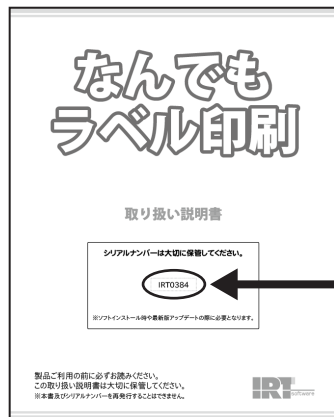 なんでも
ラベル印刷
取り扱い説明書
シリアルナンバーは大切に保管してください。
IRT0384
※ソフトインストール時や最新版アップデートの際に必要となります。
製品ご利用の前に必ずお読みください。
この取り扱い説明書は大切に保管してください。
※本書及びシリアルナンバーを再発行することはできません。
IRT software